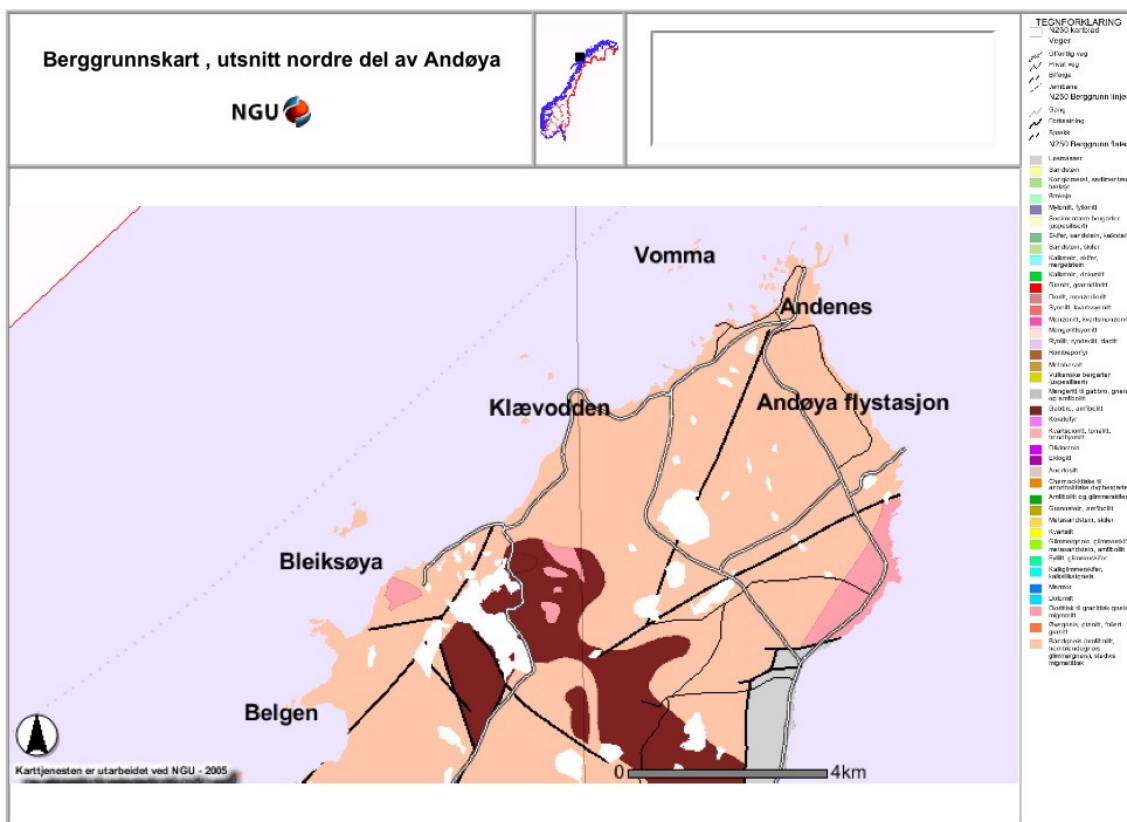 Berggrunnskart , utsnitt nordre del av Andøya
NGU
Vomma
Andenes
Klævodden
Andøya flystasjon
Bleiksøya
Belgen
Karttjenesten er utarbeidet ved NGU - 2005
0
4km
TEGNFORKLARING
N250 kartblad
Veger
Offentlig veg
Privat veg
Bilferge
Jernbane
N250 Berggrunn linjer
Gang
Forkastning
Sprekk
N250 Berggrunn flater
Løsmasser
Sandstein
Konglomerat, sedimentær
breksje
Breksje
Mylonitt, fyllonitt
Sedimentære bergarter
(uspesifisert)
Skifer, sandstein, kalkstein
Sandstein, skifer
Kalkstein, skifer,
mergelstein
Kalkstein, dolomitt
Granitt, granodioritt
Dioritt, monzodioritt
Syenitt, kvartssyenitt
Monzonitt, kvartsmonzonitt
Mangerittsyenitt
Ryolitt, ryodacitt, dacitt
Rombeporfyr
Metabasalt
Vulkanske bergarter
(uspesifisert)
Mangeritt til gabbro, gneis
og amfibolitt
Gabbro, amfibolitt
Keratofyr
Kvartsdioritt, tonalitt,
trondhjemitt
Olivinstein
Eklogitt
Anortositt
Charnockittiske til
anortosittiske dypbergarter
Amfibolitt og glimmerskifer
Grønnstein, amfibolitt
Metasandstein, skifer
Kvartsitt
Glimmergneis, glimmerskifer,
metasandstein, amfibolitt
Fyllitt, glimmerskifer
Kalkglimmerskifer,
kalksilikatgneis
Marmor
Dolomitt
Diorittisk til granittisk gneis,
migmatitt
Øyegneis, granitt, foliert
granitt
Båndgneis (amfibolitt,
hornblendegneis,
glimmergneis), stedvis
migmatittisk